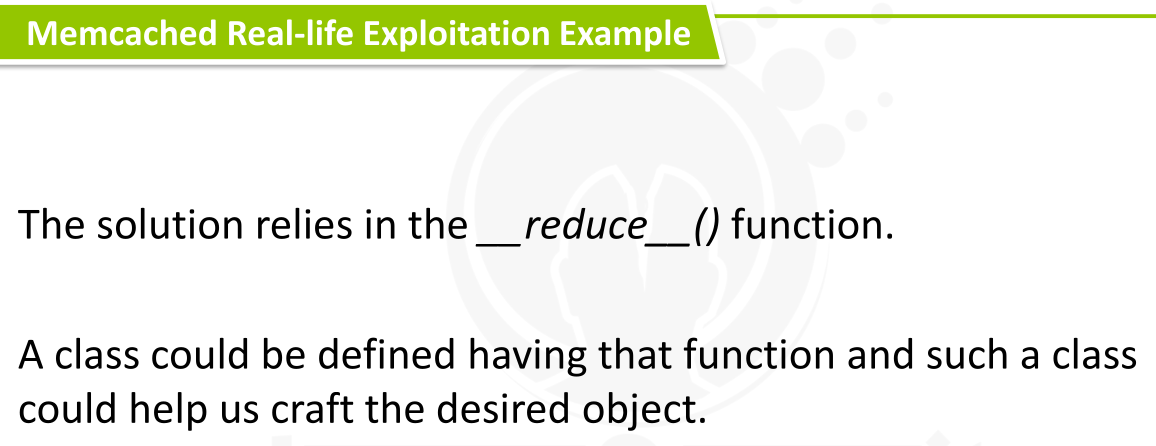 Memcached Real-life Exploitation Example
The solution relies in the __reduce__() function.
A class could be defined having that function and such a class
could help us craft the desired object.